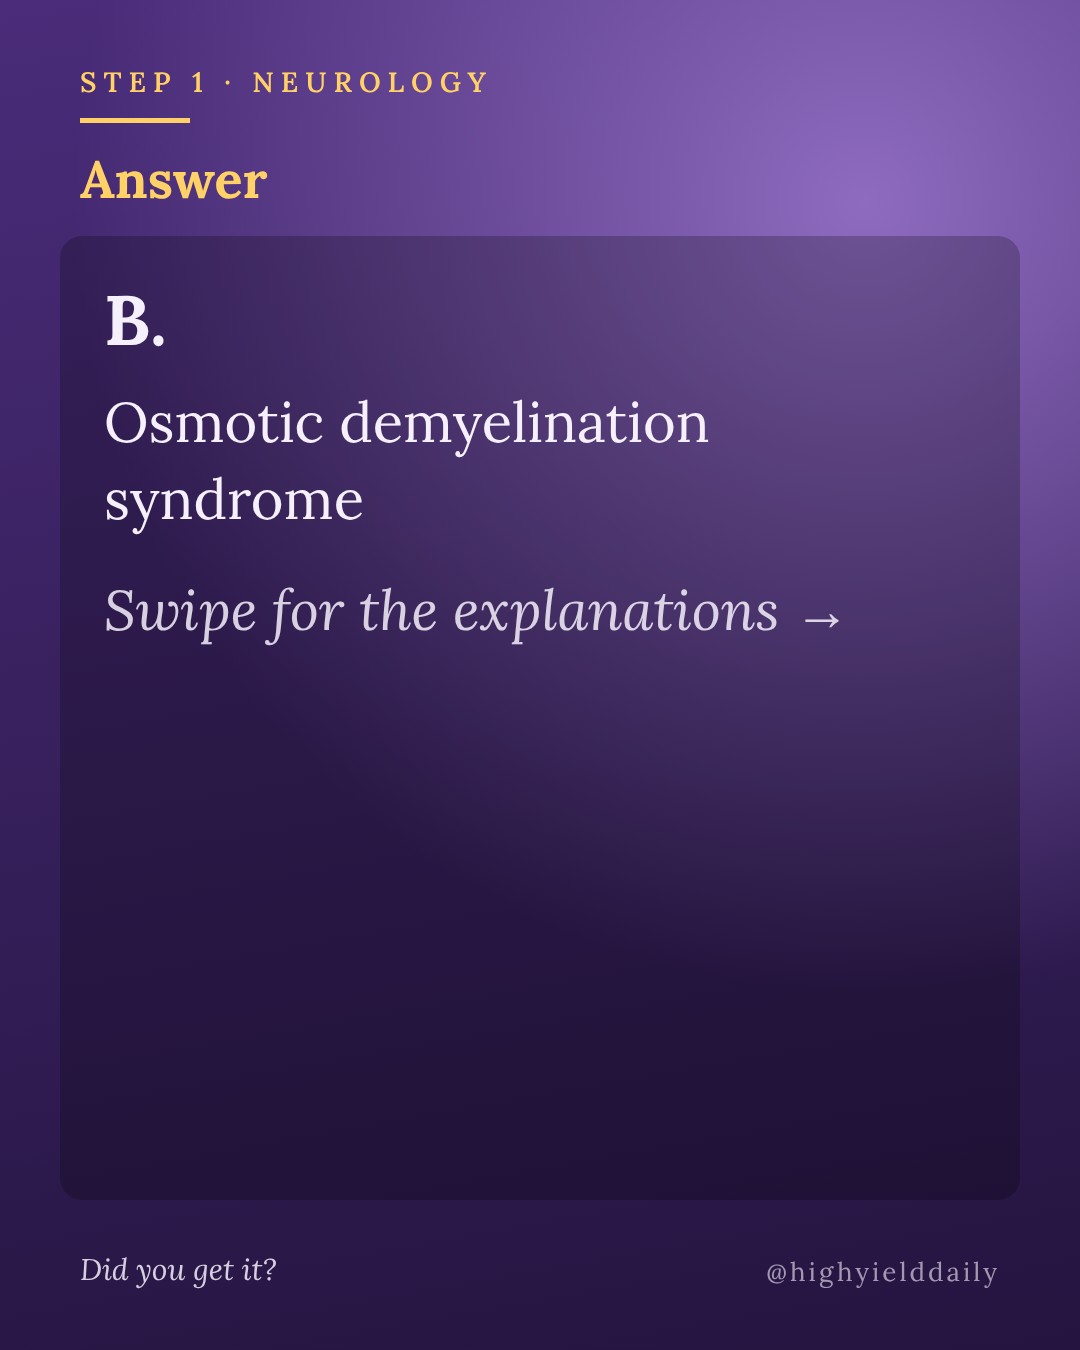 STEP 1 · NEUROLOGY
Answer
B.
Osmotic demyelination
syndrome
Swipe for the explanations →
Did you get it?
@highyielddaily